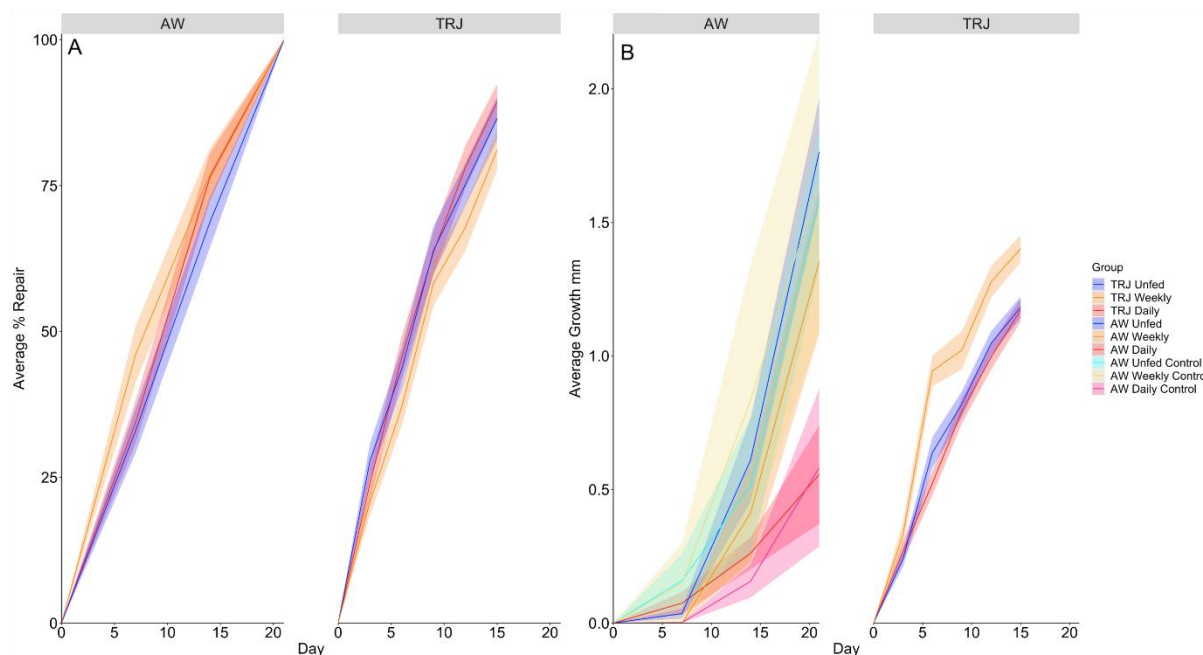 AW
TRJ
AW
TRJ
A
B
100
75
50
25
0
Average % Repair
0 5 10 15 20
0 5 10 15 20
Day
2.0
1.5
1.0
0.5
0.0
Average Growth mm
0 5 10 15 20
0 5 10 15 20
Day
Group
TRJ Unfed
TRJ Weekly
TRJ Daily
AW Unfed
AW Weekly
AW Daily
AW Unfed Control
AW Weekly Control
AW Daily Control